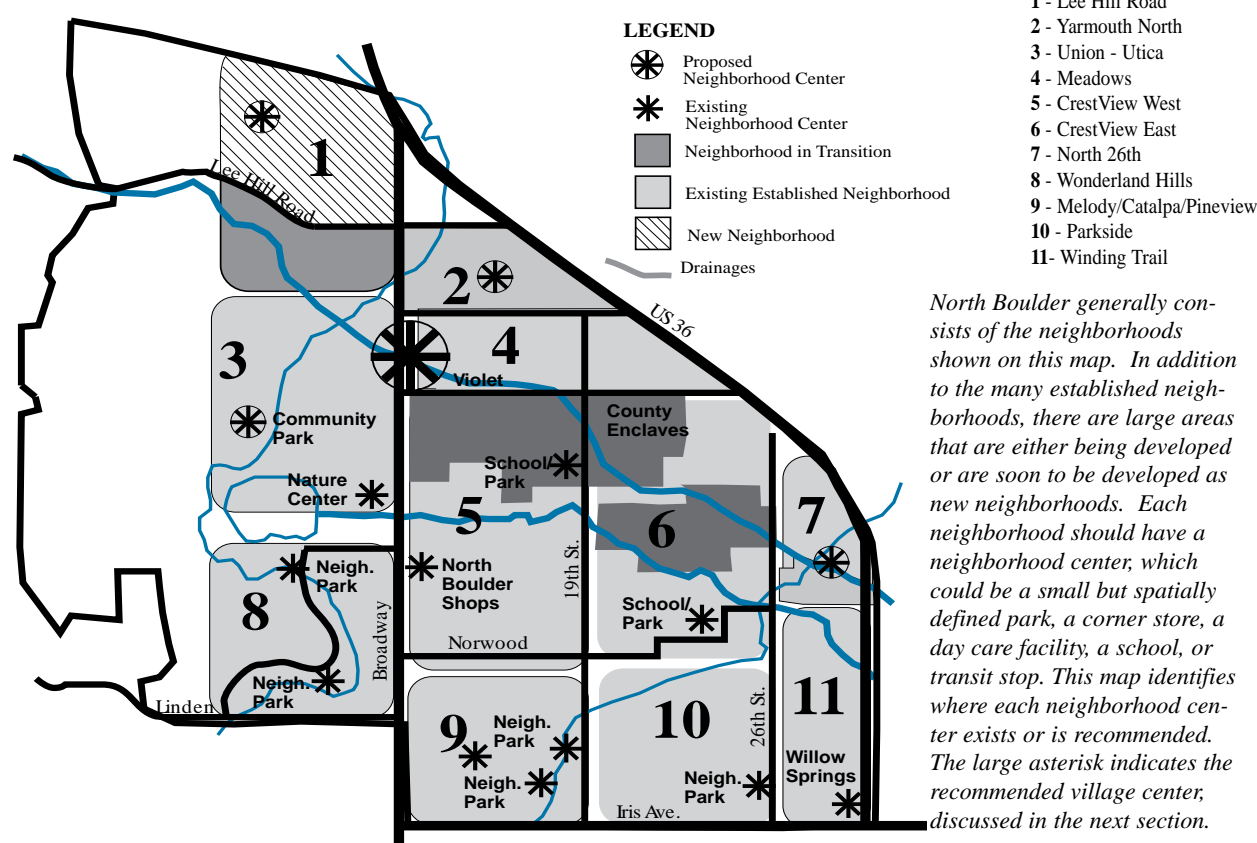 LEGEND
Proposed
Neighborhood Center
Existing
Neighborhood Center
Neighborhood in Transition
Existing Established Neighborhood
New Neighborhood
Drainages
1 - Lee Hill Road
2 - Yarmouth North
3 - Union - Utica
4 - Meadows
5 - CrestView West
6 - CrestView East
7 - North 26th
8 - Wonderland Hills
9 - Melody/Catalpa/Pineview
10 - Parkside
11- Winding Trail
North Boulder generally con-
sists of the neighborhoods
shown on this map.  In addition
to the many established neigh-
borhoods, there are large areas
that are either being developed
or are soon to be developed as
new neighborhoods.  Each
neighborhood should have a
neighborhood center, which
could be a small but spatially
defined park, a corner store, a
day care facility, a school, or
transit stop. This map identifies
where each neighborhood cen-
ter exists or is recommended.
The large asterisk indicates the
recommended village center,
discussed in the next section.
1
Lee Hill Road
2
US 36
3
4
Violet
Community
Park
County
Enclaves
School/
Park
Nature
Center
5
6
7
North
Boulder
Shops
19th St.
Neigh.
Park
8
School/
Park
Broadway
Norwood
Neigh.
Park
Linden
9
Neigh.
Park
Neigh.
Park
10
26th St.
11
Willow
Springs
Neigh.
Park
Iris Ave.